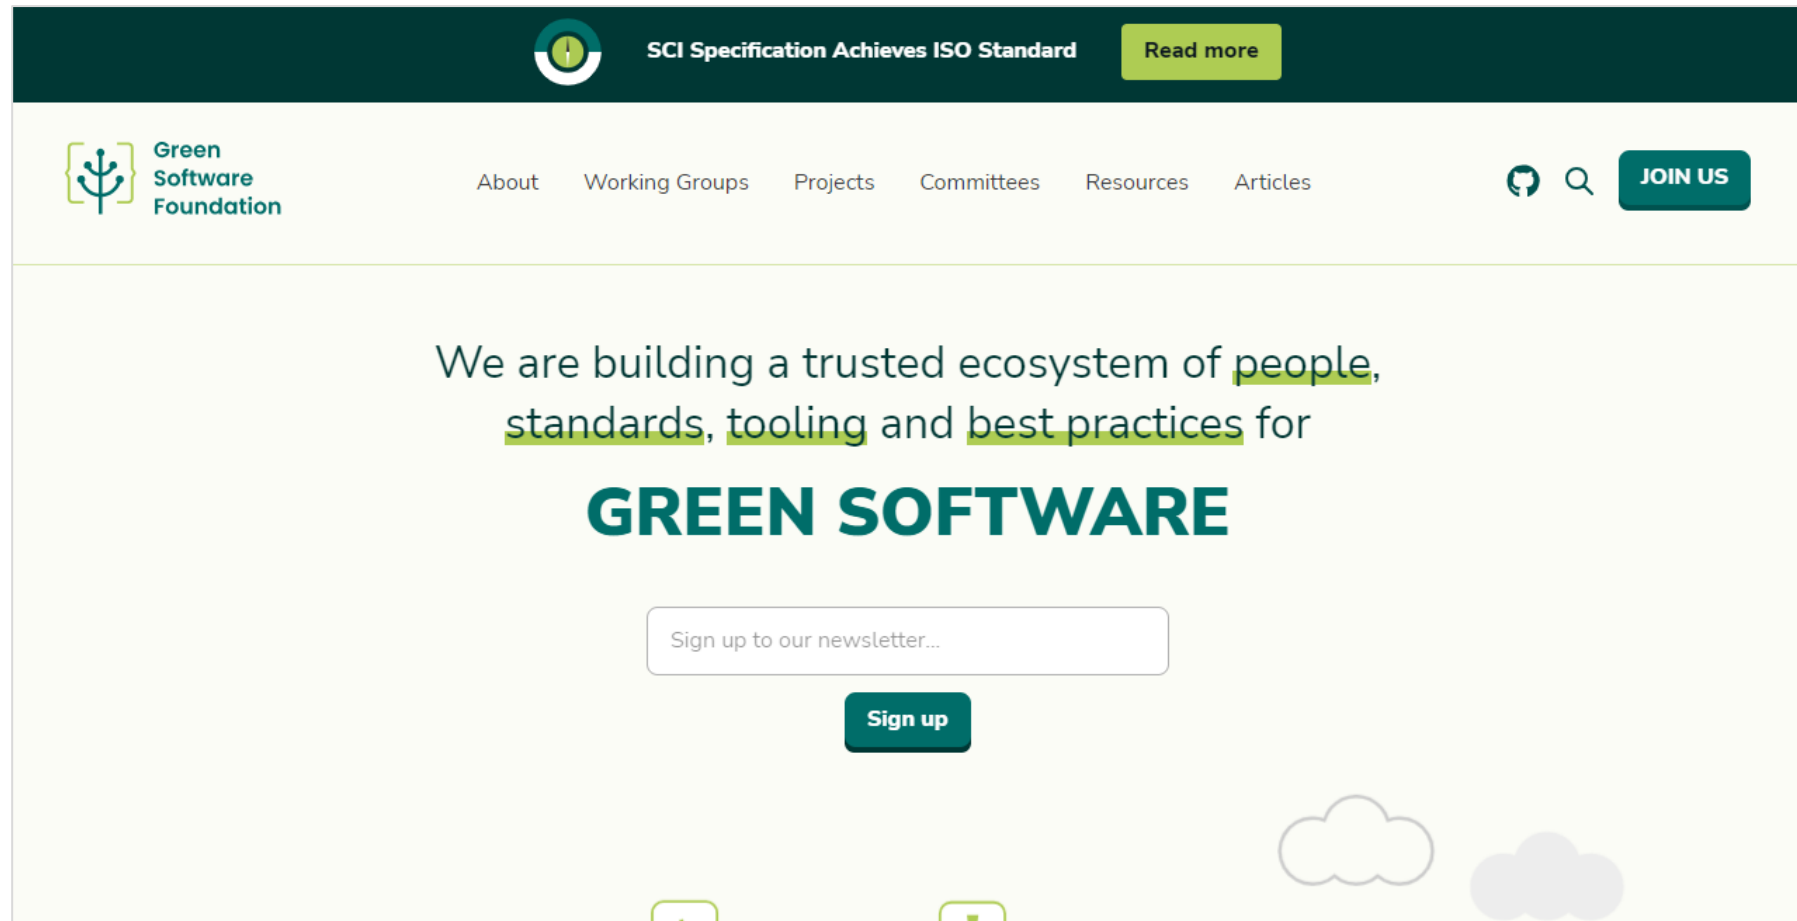 SCI Specification Achieves ISO Standard
Read more
Green
Software
Foundation
About
Working Groups
Projects
Committees
Resources
Articles
JOIN US
We are building a trusted ecosystem of people,
standards, tooling and best practices for
GREEN SOFTWARE
Sign up to our newsletter...
Sign up